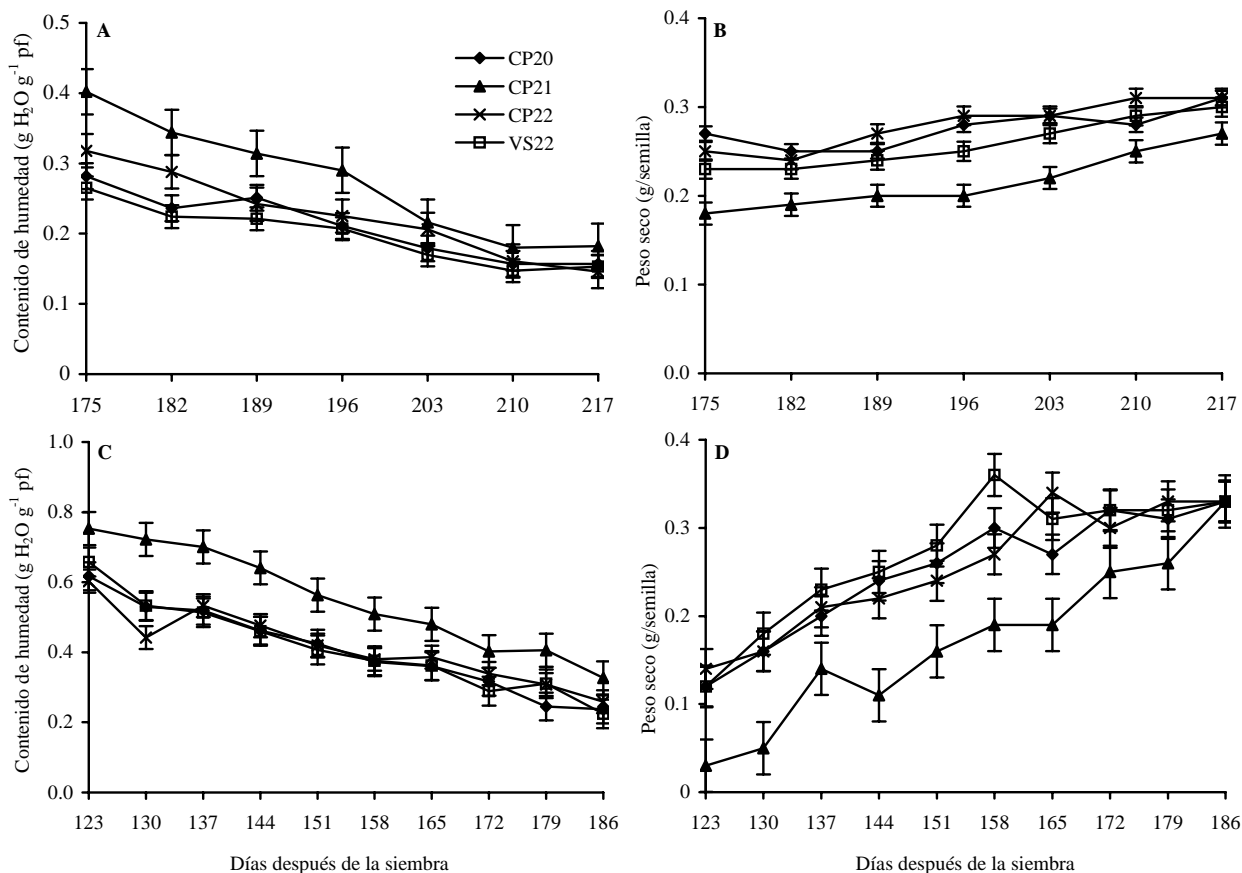 A
Contenido de humedad (g H₂O g⁻¹ pf)
0.5
0.4
0.3
0.2
0.1
0
175 182 189 196 203 210 217
CP20
CP21
CP22
VS22
B
Peso seco (g/semilla)
0.4
0.3
0.2
0.1
0
175 182 189 196 203 210 217
C
Contenido de humedad (g H₂O g⁻¹ pf)
1.0
0.8
0.6
0.4
0.2
0.0
123 130 137 144 151 158 165 172 179 186
Días después de la siembra
D
Peso seco (g/semilla)
0.4
0.3
0.2
0.1
0
123 130 137 144 151 158 165 172 179 186
Días después de la siembra